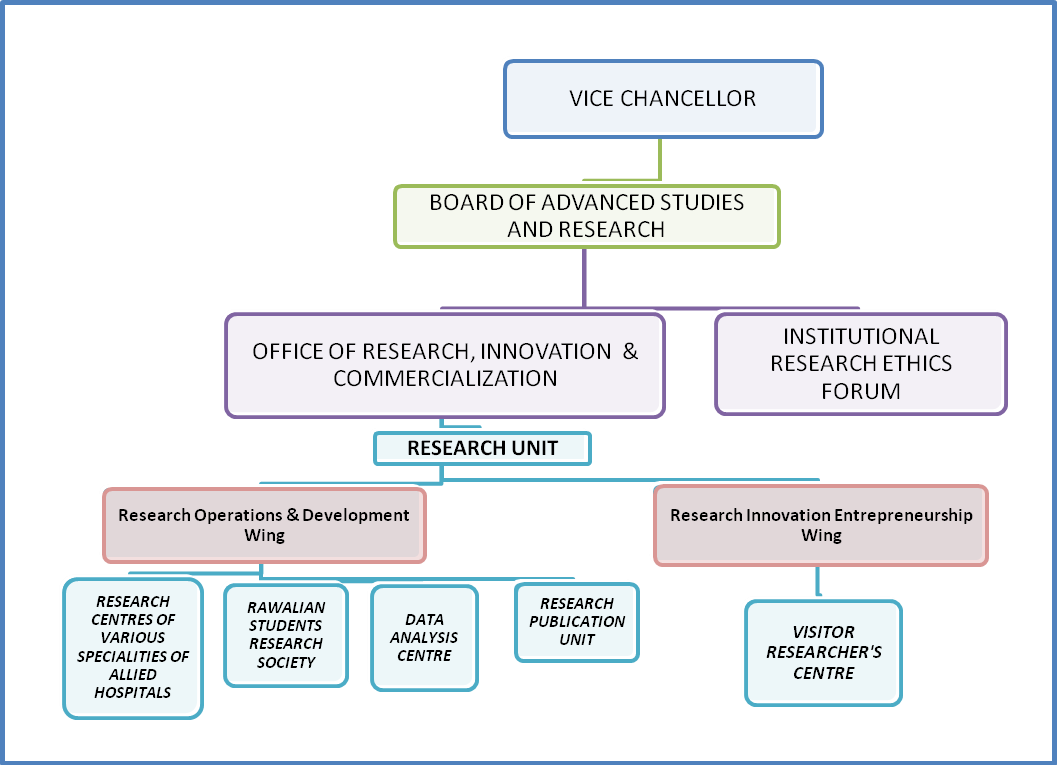 VICE CHANCELLOR
BOARD OF ADVANCED STUDIES
AND RESEARCH
OFFICE OF RESEARCH, INNOVATION &
COMMERCIALIZATION
INSTITUTIONAL
RESEARCH ETHICS
FORUM
RESEARCH UNIT
Research Operations & Development
Wing
Research Innovation Entrepreneurship
Wing
RESEARCH
CENTRES OF
VARIOUS
SPECIALITIES OF
ALLIED
HOSPITALS
RAWALIAN
STUDENTS
RESEARCH
SOCIETY
DATA
ANALYSIS
CENTRE
RESEARCH
PUBLICATION
UNIT
VISITOR
RESEARCHER'S
CENTRE